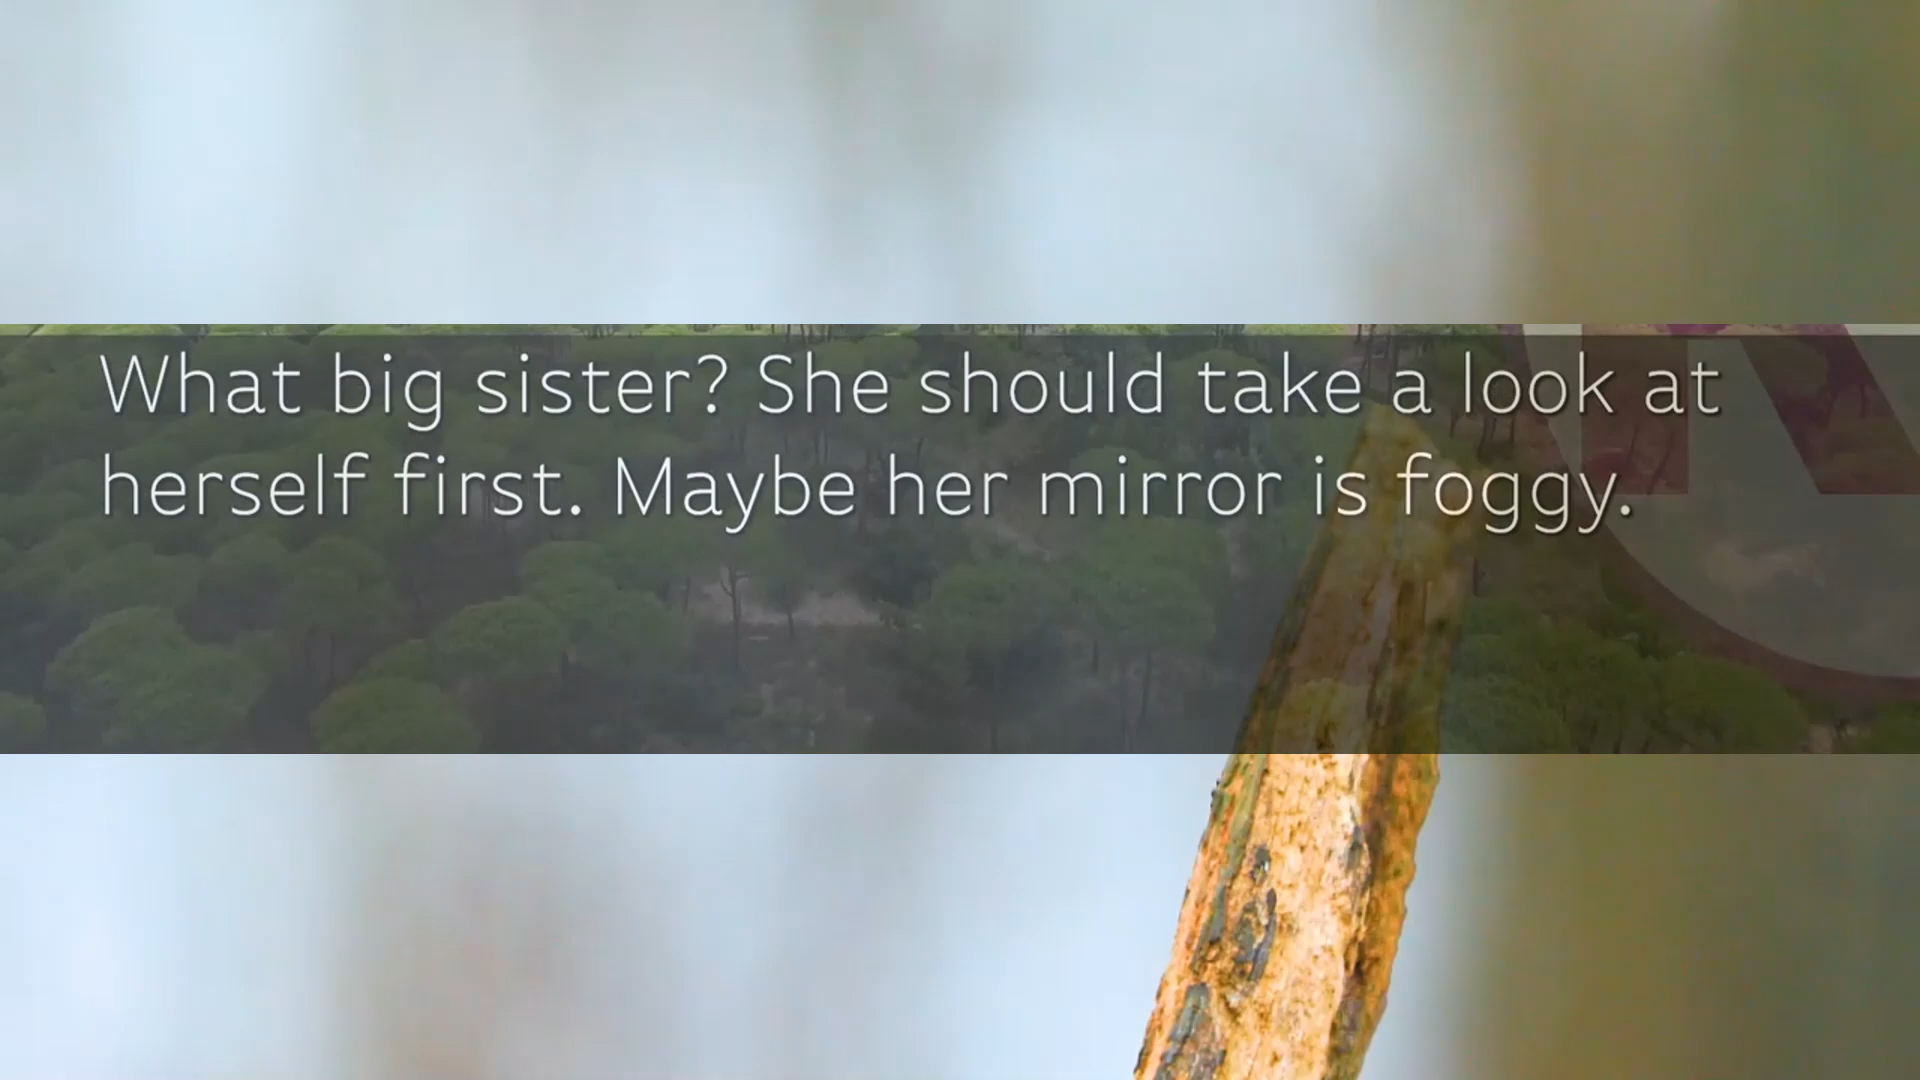 What big sister? She should take a look at
herself first. Maybe her mirror is foggy.